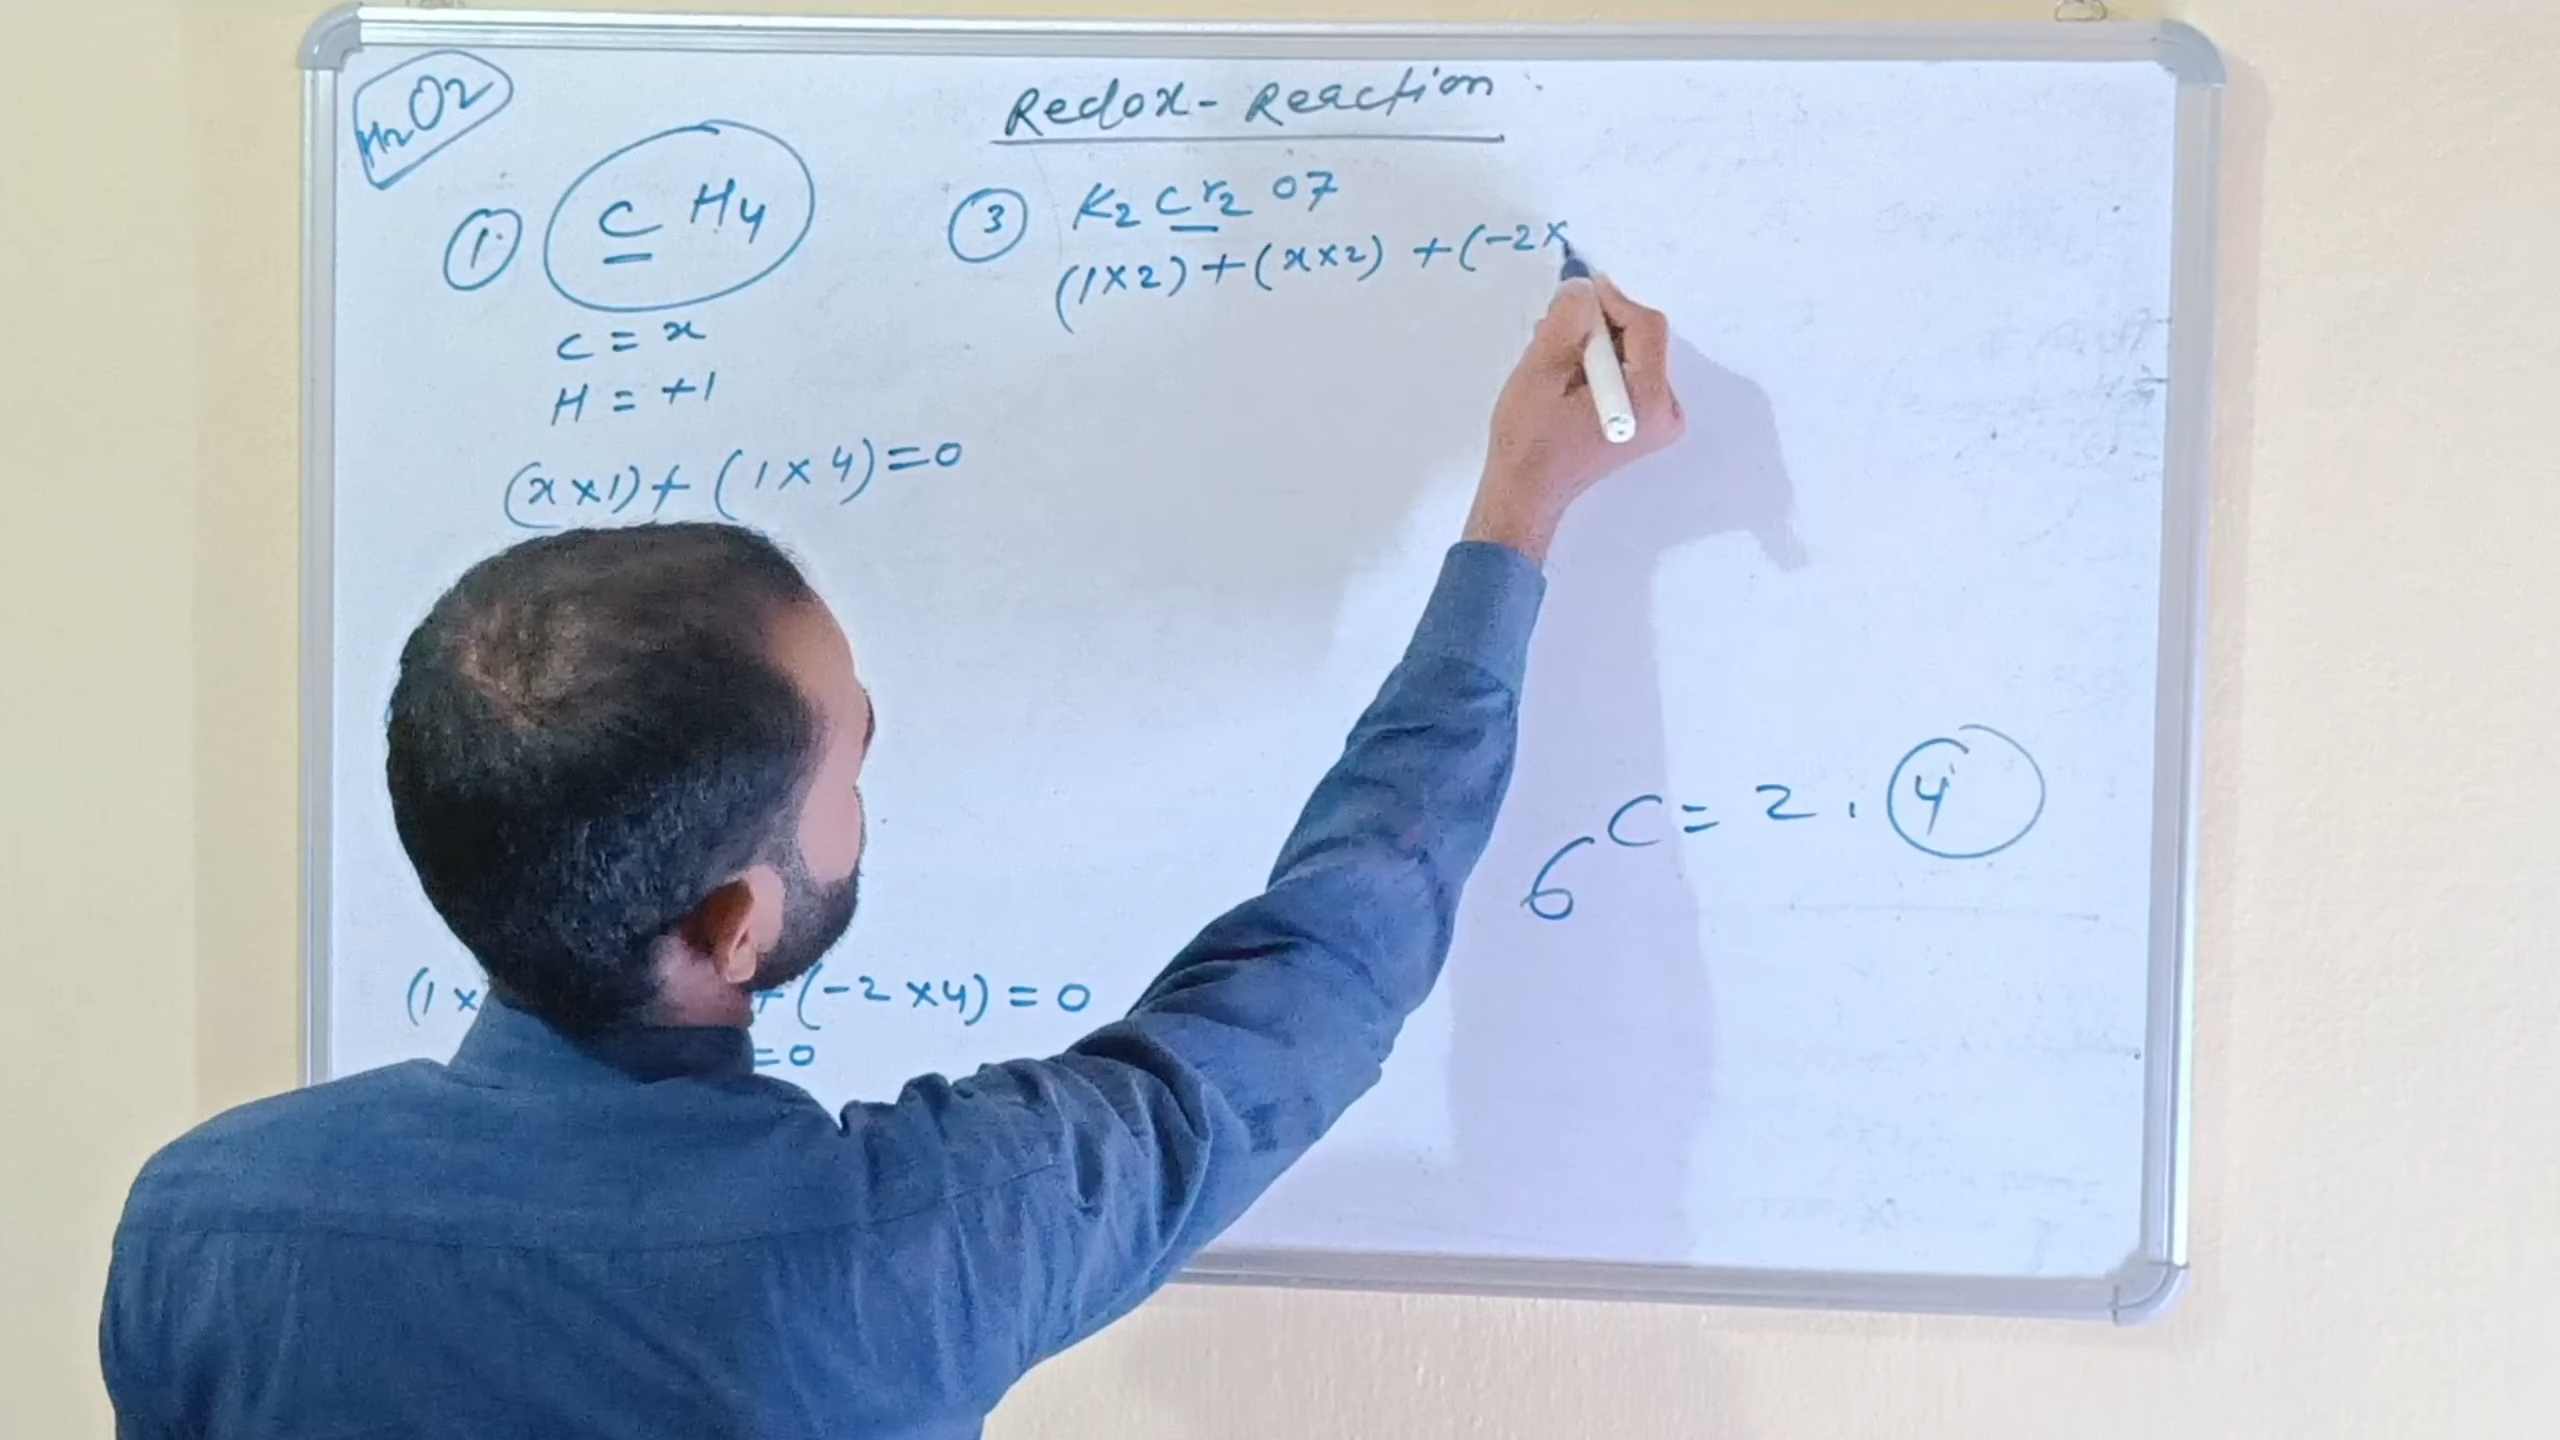 H2O2
Redox-Reaction
① CH4
C = x
H = +1
(x×1)+(1×4)=0
(1×
+(-2×4)=0
=0
③ K2Cr2O7
(1×2)+(x×2)+(-2×
6C=2,4